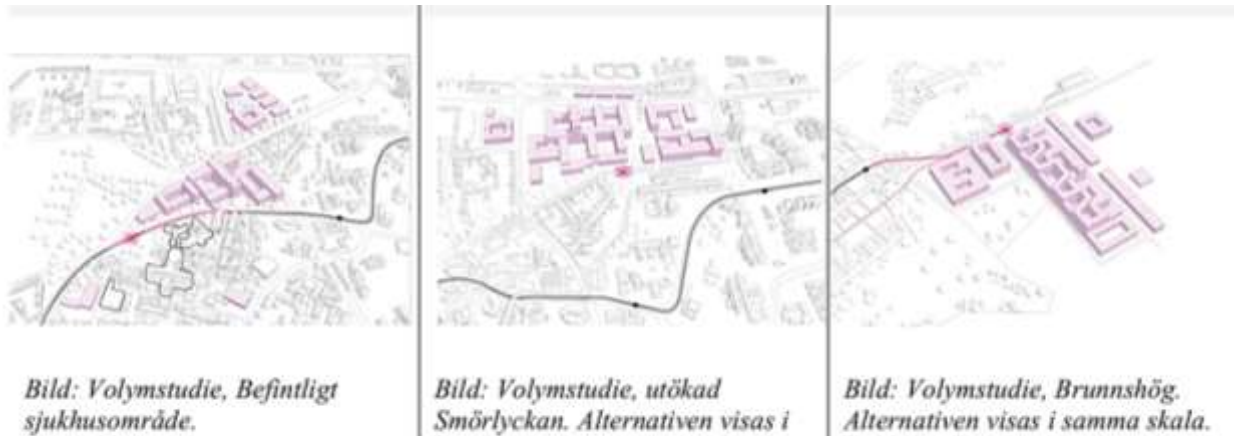 Bild: Volymstudie, Befintligt
sjukhusområde.
Bild: Volymstudie, utökad
Smörlyckan. Alternativen visas i
Bild: Volymstudie, Brunnshög.
Alternativen visas i samma skala.